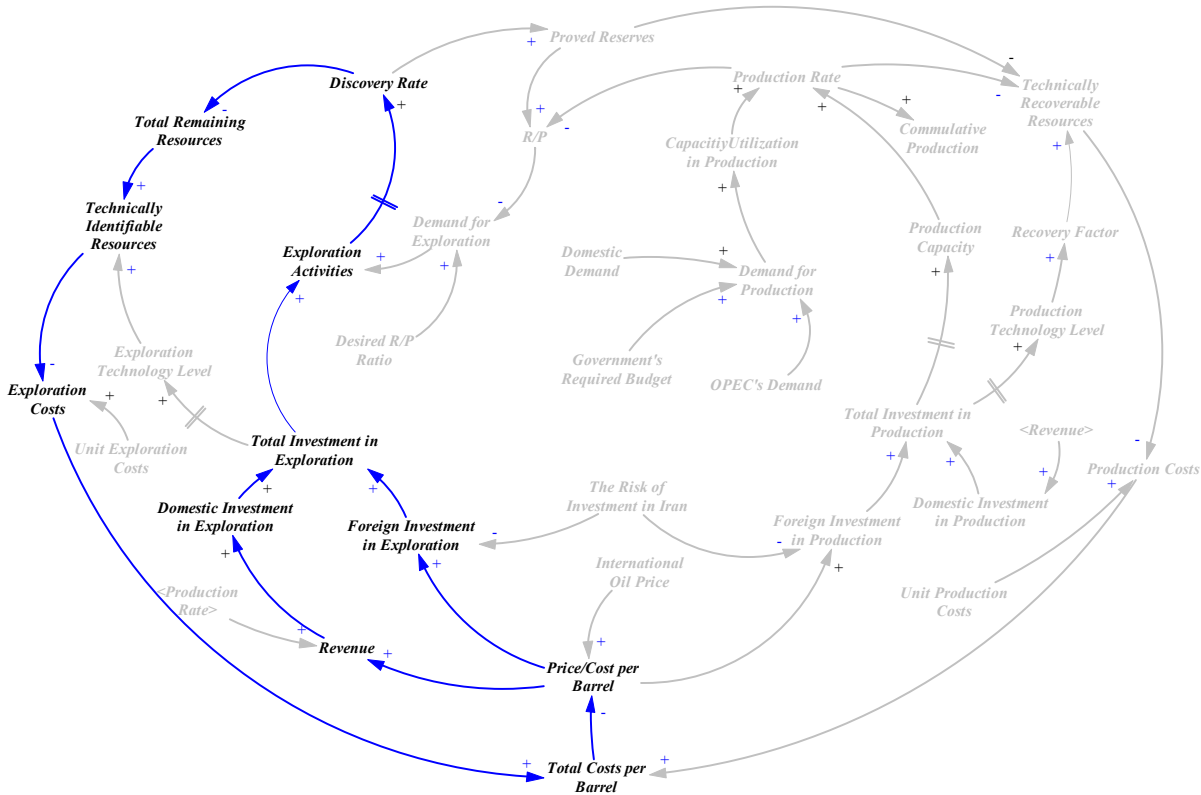 Proved Reserves
Discovery Rate
Production Rate
Technically
Recoverable
Resources
Total Remaining
Resources
R/P
CapacitiyUtilization
in Production
Commulative
Production
Technically
Identifiable
Resources
Demand for
Exploration
Exploration
Activities
Domestic
Demand
Demand for
Production
Production
Capacity
Recovery Factor
Desired R/P
Ratio
Government's
Required Budget
OPEC's Demand
Production
Technology Level
Exploration
Technology Level
Exploration
Costs
Unit Exploration
Costs
Total Investment in
Exploration
Total Investment in
Production
<Revenue>
Production Costs
Domestic Investment
in Exploration
Foreign Investment
in Exploration
The Risk of
Investment in Iran
Foreign Investment
in Production
Domestic Investment
in Production
International
Oil Price
<Production
Rate>
Unit Production
Costs
Revenue
Price/Cost per
Barrel
Total Costs per
Barrel